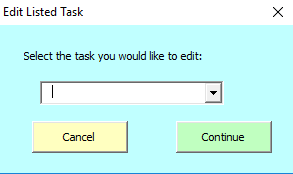 Edit Listed Task
Select the task you would like to edit:
Cancel
Continue